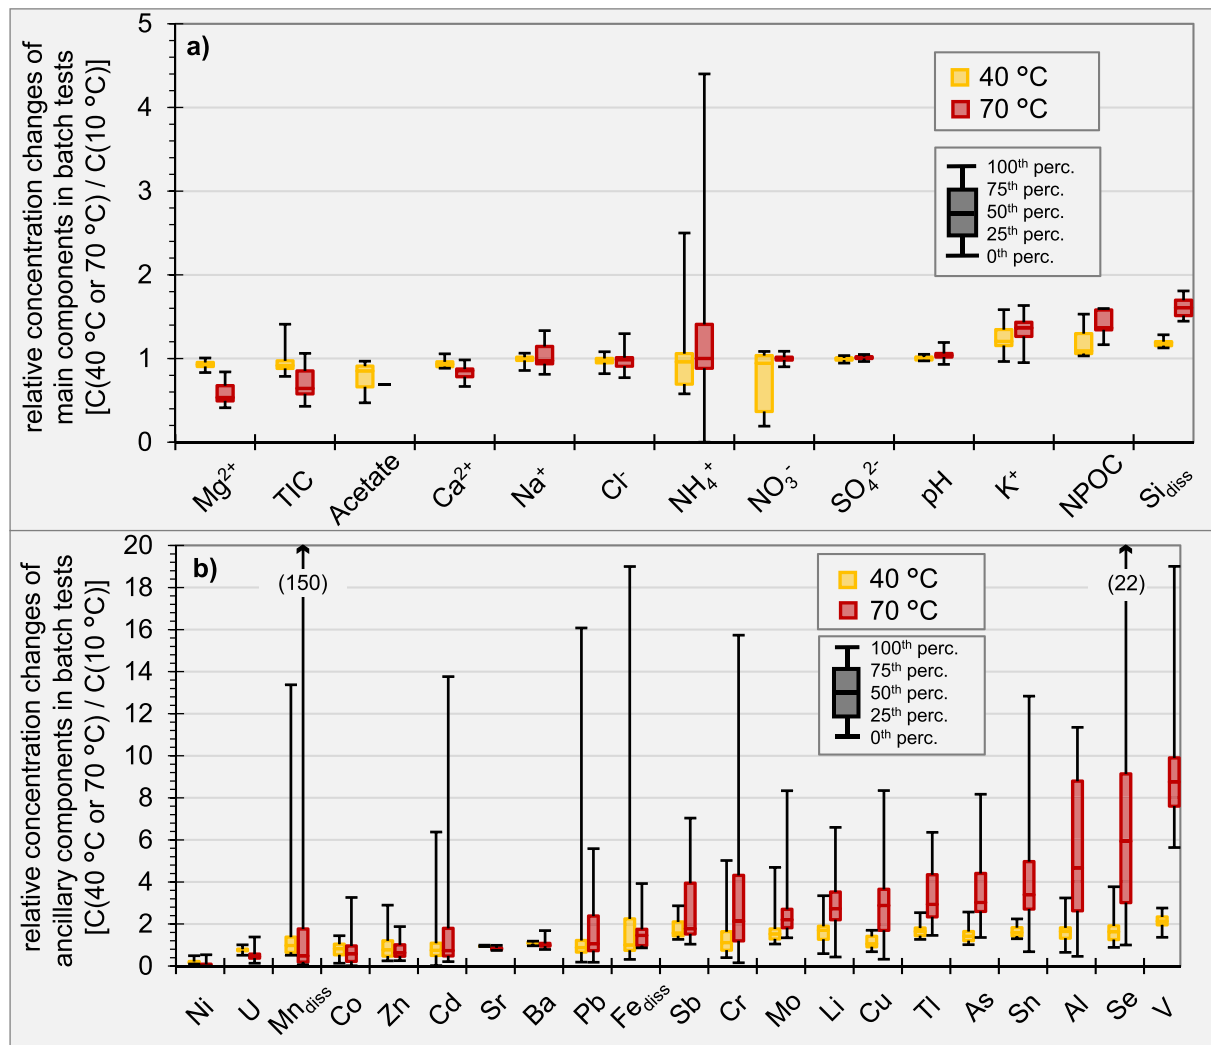 relative concentration changes of
main components in batch tests
[C(40 °C or 70 °C) / C(10 °C)]
a)
5
4
3
2
1
0
40 °C
70 °C
100th perc.
75th perc.
50th perc.
25th perc.
0th perc.
Mg2+ TIC Acetate Ca2+ Na+ Cl- NH4+ NO3- SO42- pH K+ NPOC Sidiss
relative concentration changes of
ancillary components in batch tests
[C(40 °C or 70 °C) / C(10 °C)]
b)
20
18
16
14
12
10
8
6
4
2
0
(150)
(22)
40 °C
70 °C
100th perc.
75th perc.
50th perc.
25th perc.
0th perc.
Ni U Mndiss Co Zn Cd Sr Ba Pb Fediss Sb Cr Mo Li Cu Tl As Sn Al Se V